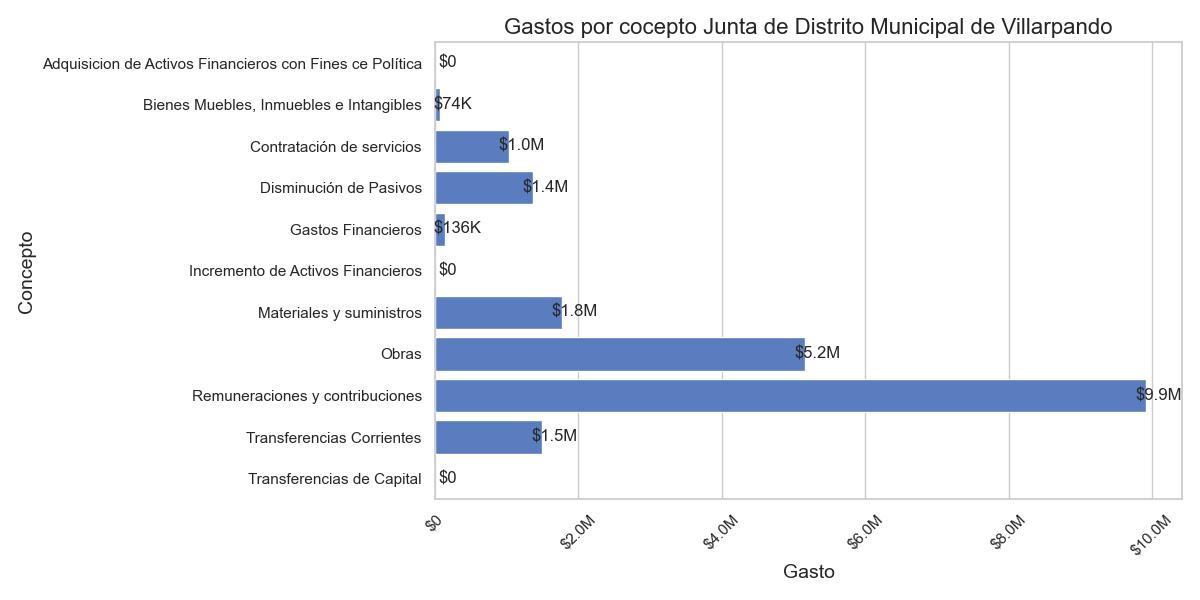 Gastos por cocepto Junta de Distrito Municipal de Villarpando
Concepto
Adquisicion de Activos Financieros con Fines ce Política $0
Bienes Muebles, Inmuebles e Intangibles $74K
Contratación de servicios $1.0M
Disminución de Pasivos $1.4M
Gastos Financieros $136K
Incremento de Activos Financieros $0
Materiales y suministros $1.8M
Obras $5.2M
Remuneraciones y contribuciones $9.9M
Transferencias Corrientes $1.5M
Transferencias de Capital $0
$0 $2.0M $4.0M $6.0M $8.0M $10.0M
Gasto